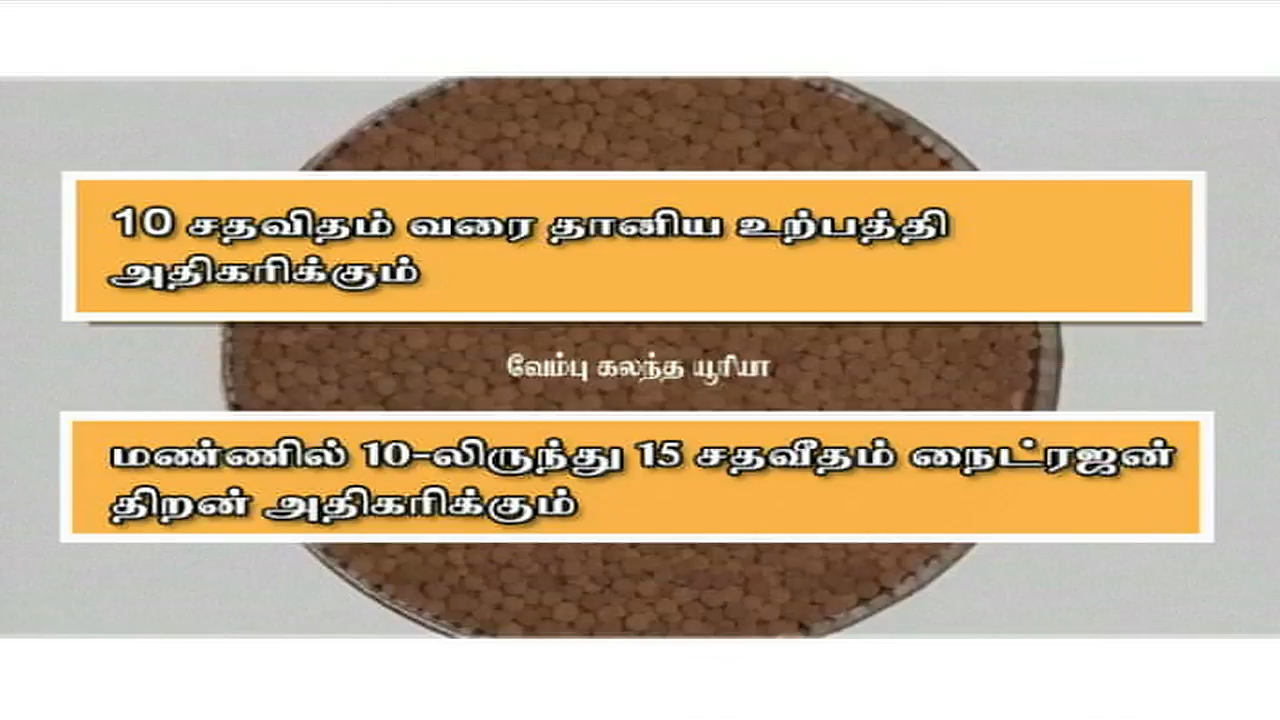 10 சதவிதம் வரை தானிய உற்பத்தி
அதிகரிக்கும்
வேம்பு கலந்த யூரியா
மண்ணில் 10-லிருந்து 15 சதவீதம் நைட்ரஜன்
திறன் அதிகரிக்கும்